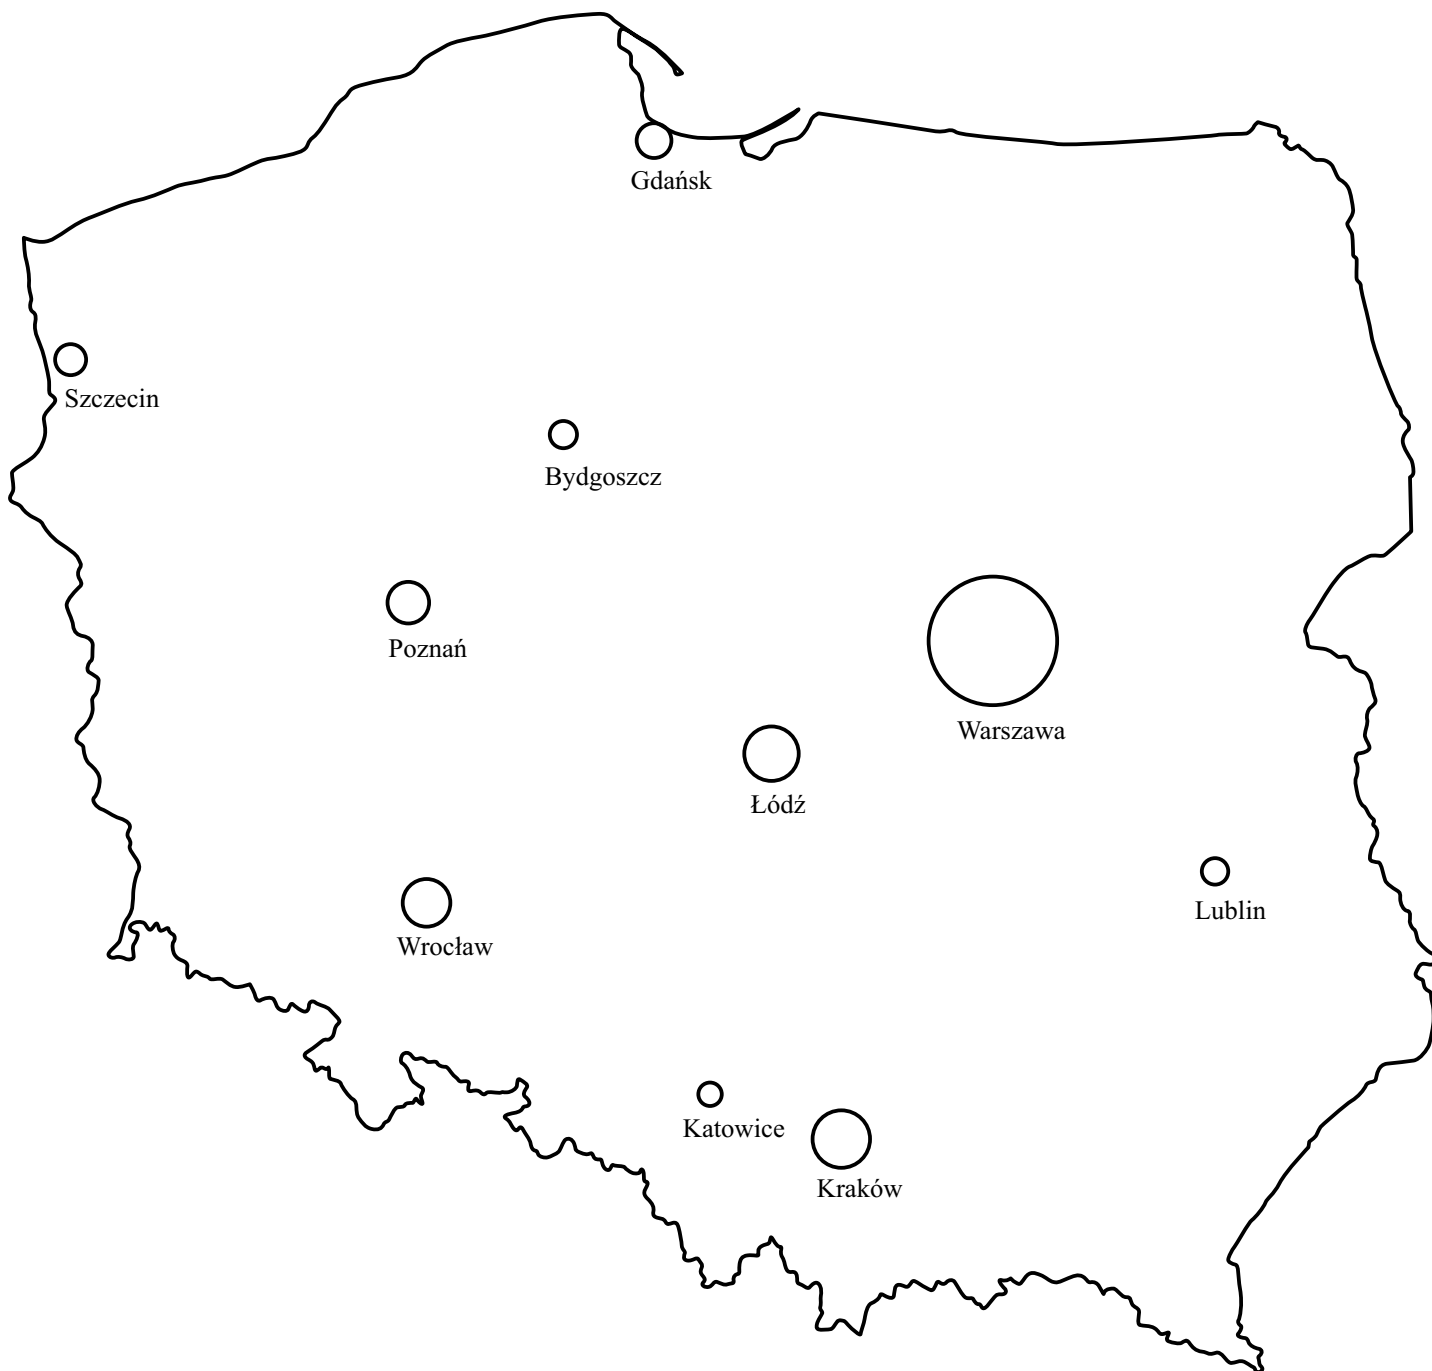 Gdańsk
Szczecin
Bydgoszcz
Poznań
Warszawa
Łódź
Lublin
Wrocław
Katowice
Kraków